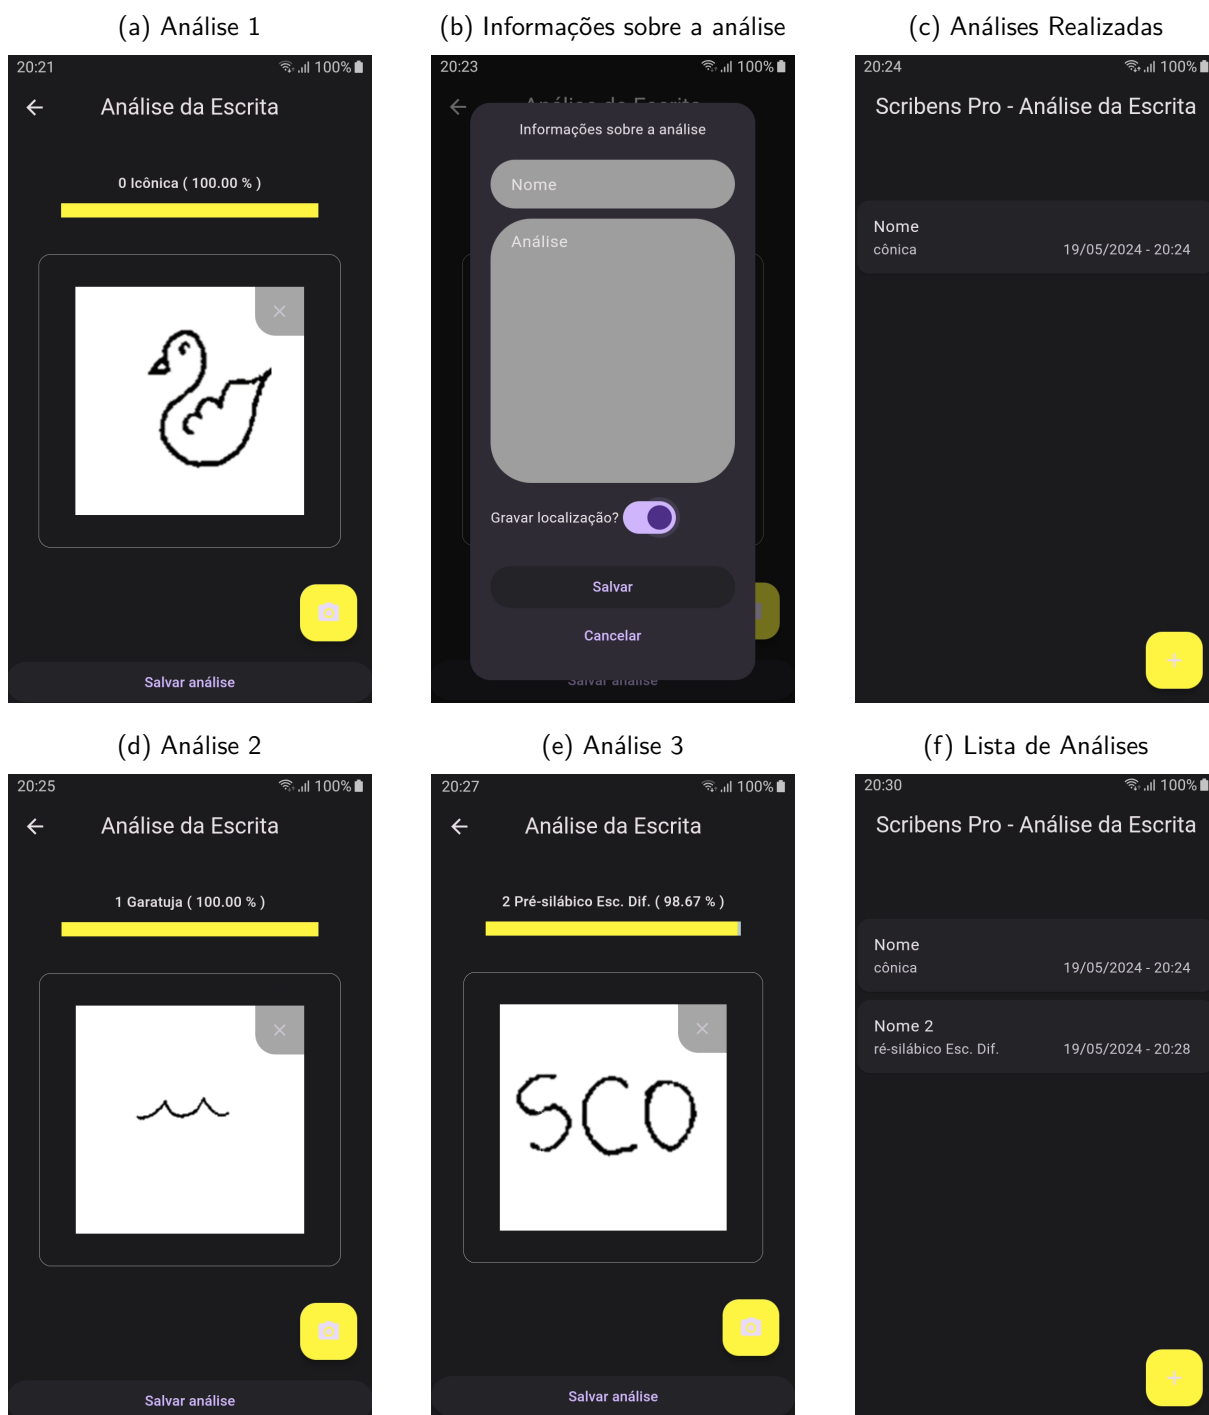 (a) Análise 1
20:21
100%
Análise da Escrita
0 Icônica ( 100.00 % )
Salvar análise
(b) Informações sobre a análise
20:23
100%
Análise da Escrita
Informações sobre a análise
Nome
Análise
Gravar localização?
Salvar
Cancelar
Salvar análise
(c) Análises Realizadas
20:24
100%
Scribens Pro - Análise da Escrita
Nome
cônica 19/05/2024 - 20:24
(d) Análise 2
20:25
100%
Análise da Escrita
1 Garatuja ( 100.00 % )
Salvar análise
(e) Análise 3
20:27
100%
Análise da Escrita
2 Pré-silábico Esc. Dif. ( 98.67 % )
SCO
Salvar análise
(f) Lista de Análises
20:30
100%
Scribens Pro - Análise da Escrita
Nome
cônica 19/05/2024 - 20:24
Nome 2
ré-silábico Esc. Dif. 19/05/2024 - 20:28